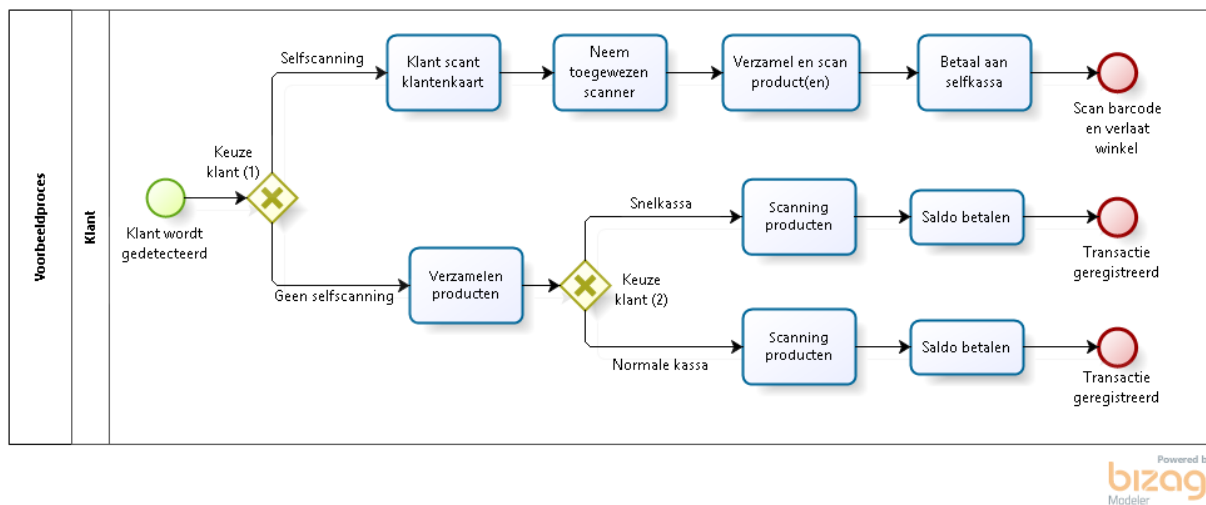 Voorbeeldproces
Klant
Klant wordt
gedetecteerd
Keuze
klant (1)
Selfscanning
Klant scant
klantenkaart
Neem
toegewezen
scanner
Verzamel en scan
product(en)
Betaal aan
selfkassa
Scan barcode
en verlaat
winkel
Geen selfscanning
Verzamelen
producten
Keuze
klant (2)
Snelkassa
Scanning
producten
Saldo betalen
Transactie
geregistreerd
Normale kassa
Scanning
producten
Saldo betalen
Transactie
geregistreerd
Powered b
bizag
Modeler